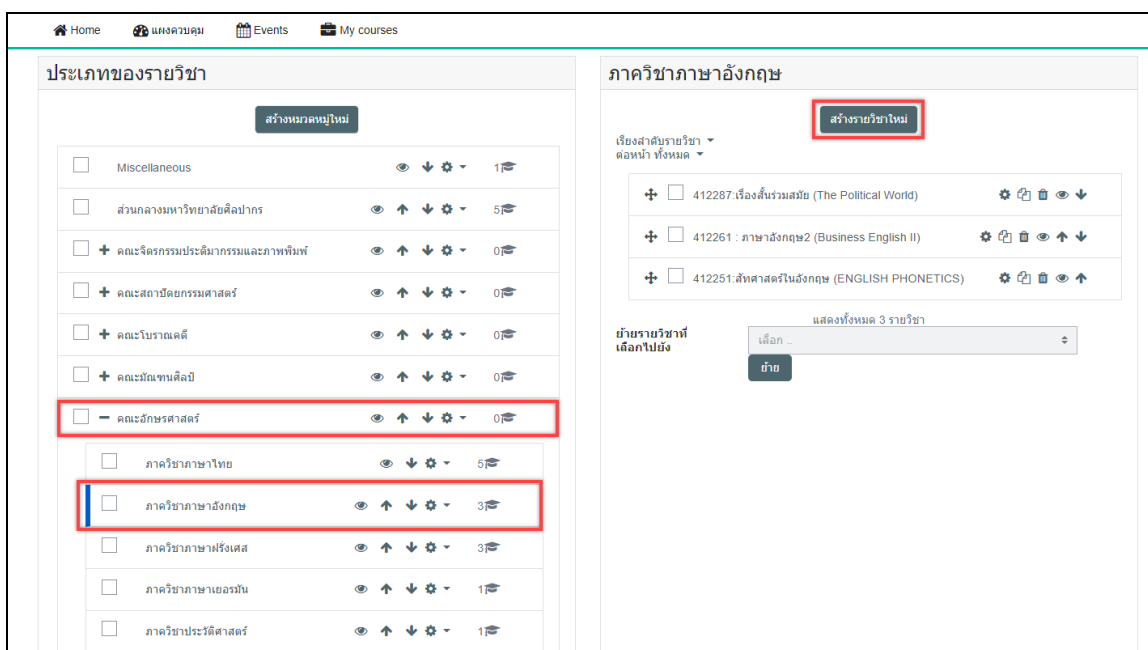 Home แผงควบคุม Events My courses
ประเภทของรายวิชา
สร้างหมวดหมู่ใหม่
Miscellaneous 1
ส่วนกลางมหาวิทยาลัยศิลปากร 5
คณะจิตรกรรมประติมากรรมและภาพพิมพ์ 0
คณะสถาปัตยกรรมศาสตร์ 0
คณะโบราณคดี 0
คณะมัณฑนศิลป์ 0
คณะอักษรศาสตร์ 0
ภาควิชาภาษาไทย 5
ภาควิชาภาษาอังกฤษ 3
ภาควิชาภาษาฝรั่งเศส 3
ภาควิชาภาษาเยอรมัน 1
ภาควิชาประวัติศาสตร์ 1
ภาควิชาภาษาอังกฤษ
สร้างรายวิชาใหม่
เรียงลำดับรายวิชา
ต่อหน้า ทั้งหมด
412287:เรื่องสั้นร่วมสมัย (The Political World)
412261 : ภาษาอังกฤษ2 (Business English II)
412251:สัทศาสตร์ในอังกฤษ (ENGLISH PHONETICS)
แสดงทั้งหมด 3 รายวิชา
ย้ายรายวิชาที่
เลือกไปยัง
เลือก ..
ย้าย